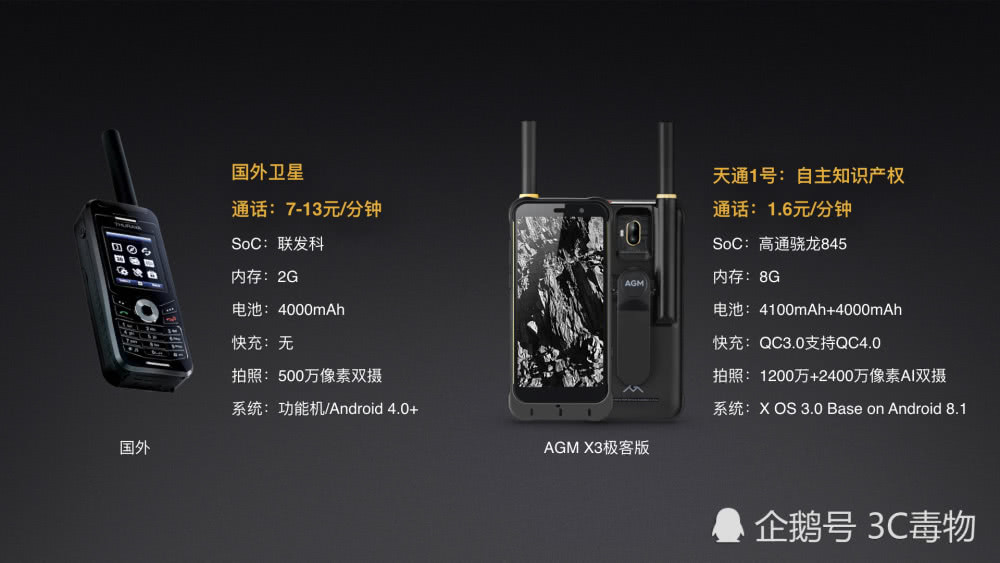 国外卫星
通话：7-13元/分钟
SoC：联发科
内存：2G
电池：4000mAh
快充：无
拍照：500万像素双摄
系统：功能机/Android 4.0+
国外
THURAYA
AGM
天通1号：自主知识产权
通话：1.6元/分钟
SoC：高通骁龙845
内存：8G
电池：4100mAh+4000mAh
快充：QC3.0支持QC4.0
拍照：1200万+2400万像素AI双摄
系统：X OS 3.0 Base on Android 8.1
AGM X3极客版
企鹅号 3C毒物